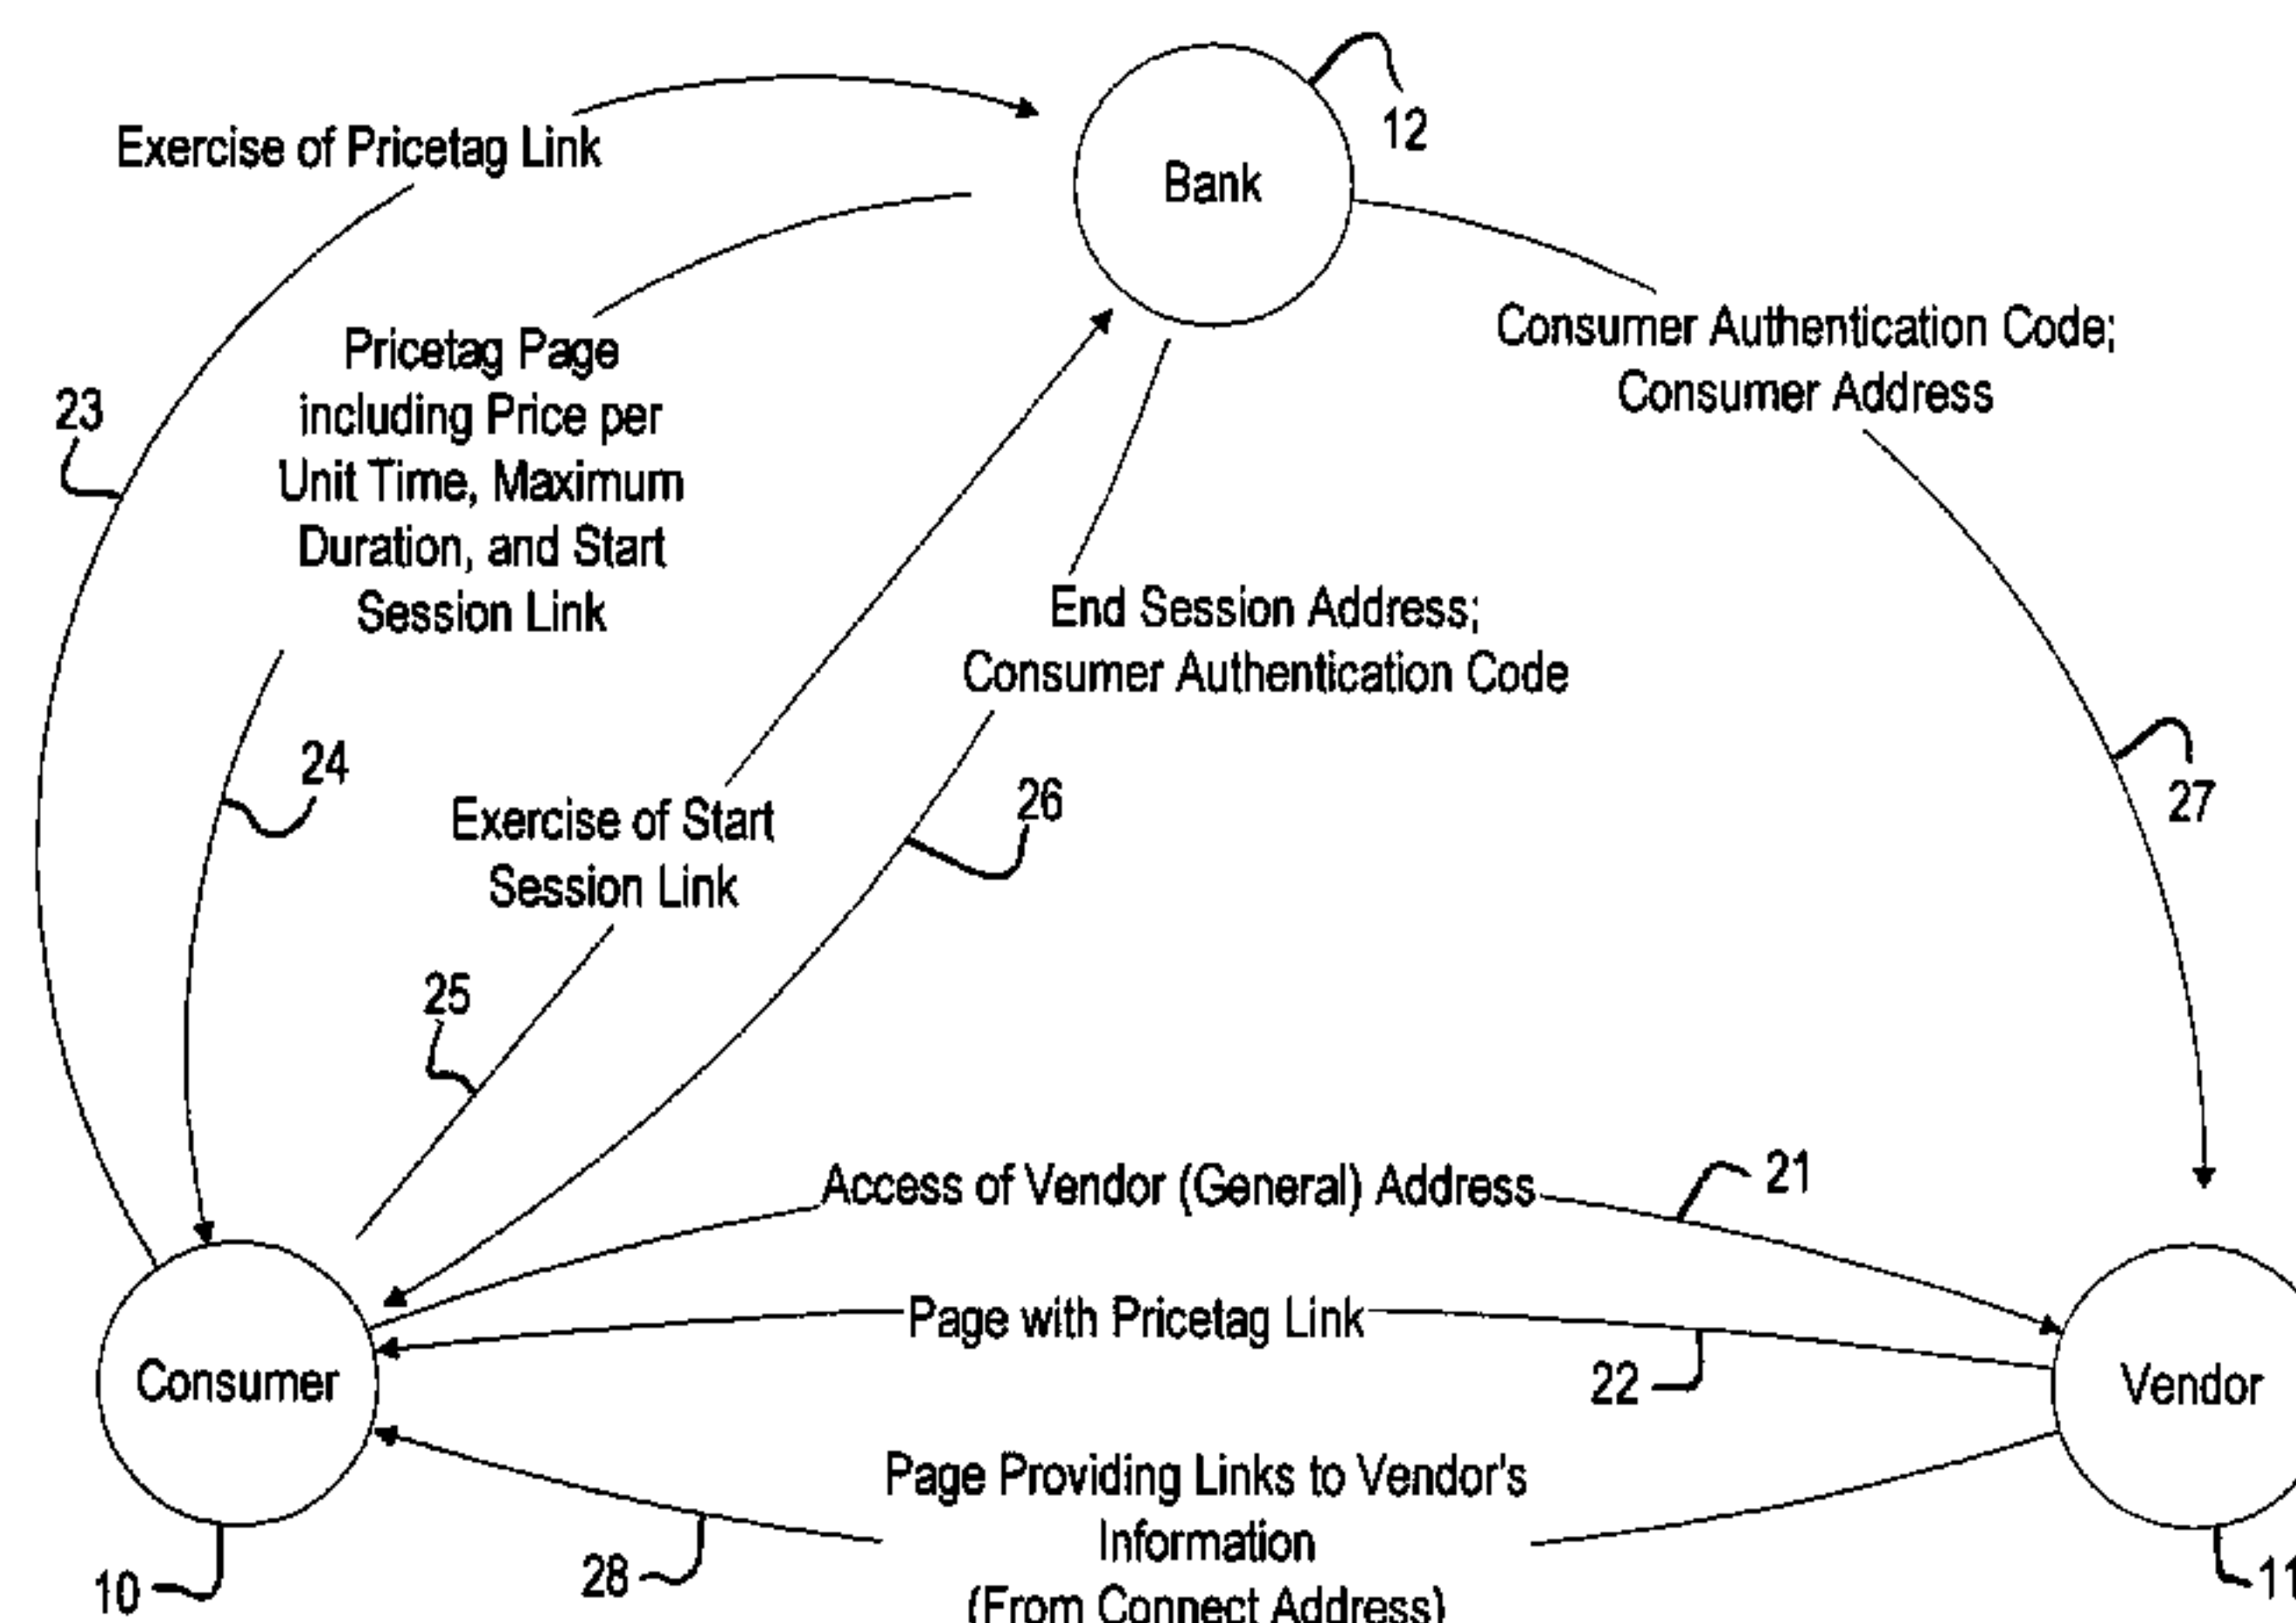 12
Exercise of Pricetag Link
Bank
Consumer Authentication Code;
Consumer Address
Pricetag Page
including Price per
Unit Time, Maximum
Duration, and Start
Session Link
23
End Session Address;
Consumer Authentication Code
24
26
27
Exercise of Start
Session Link
25
Access of Vendor (General) Address
21
Page with Pricetag Link
22
Consumer
Vendor
Page Providing Links to Vendor's
Information
(From Connect Address)
28
10
11